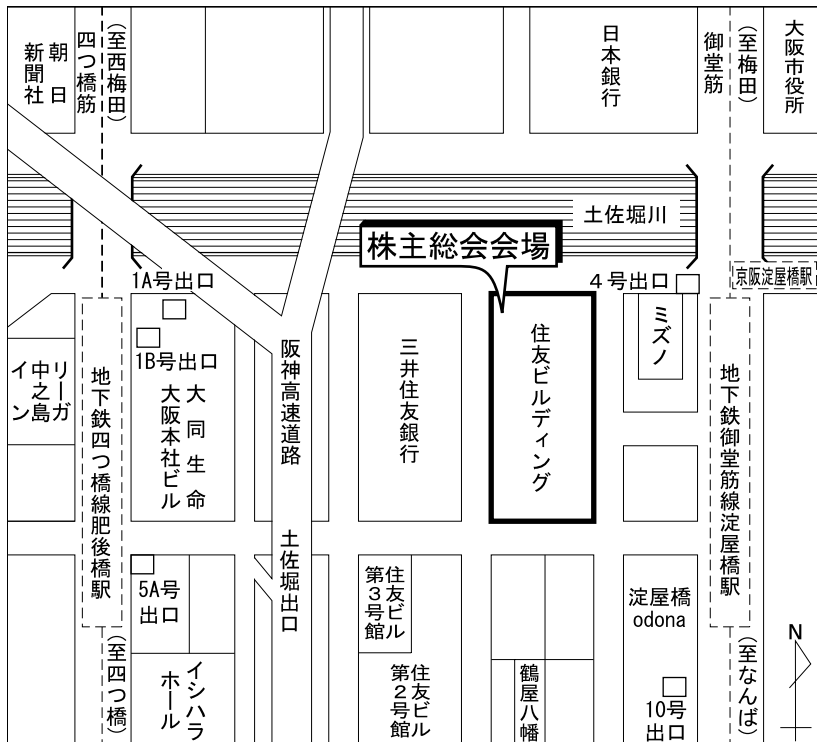 朝日
新聞社
四つ橋筋
(至西梅田)
日本銀行
御堂筋
(至梅田)
大阪市役所
土佐堀川
株主総会会場
1A号出口
4号出口
京阪淀屋橋駅
1B号出口
リーガ
中之島
イン
地下鉄四つ橋線肥後橋駅
大同生命
大阪本社ビル
阪神高速道路
三井住友銀行
住友ビルディング
ミズノ
地下鉄御堂筋線淀屋橋駅
土佐堀出口
5A号
出口
住友ビル
第3号館
淀屋橋
odona
(至四つ橋)
イシハラ
ホール
住友ビル
第2号館
鶴屋八幡
10号
出口
(至なんば)
N